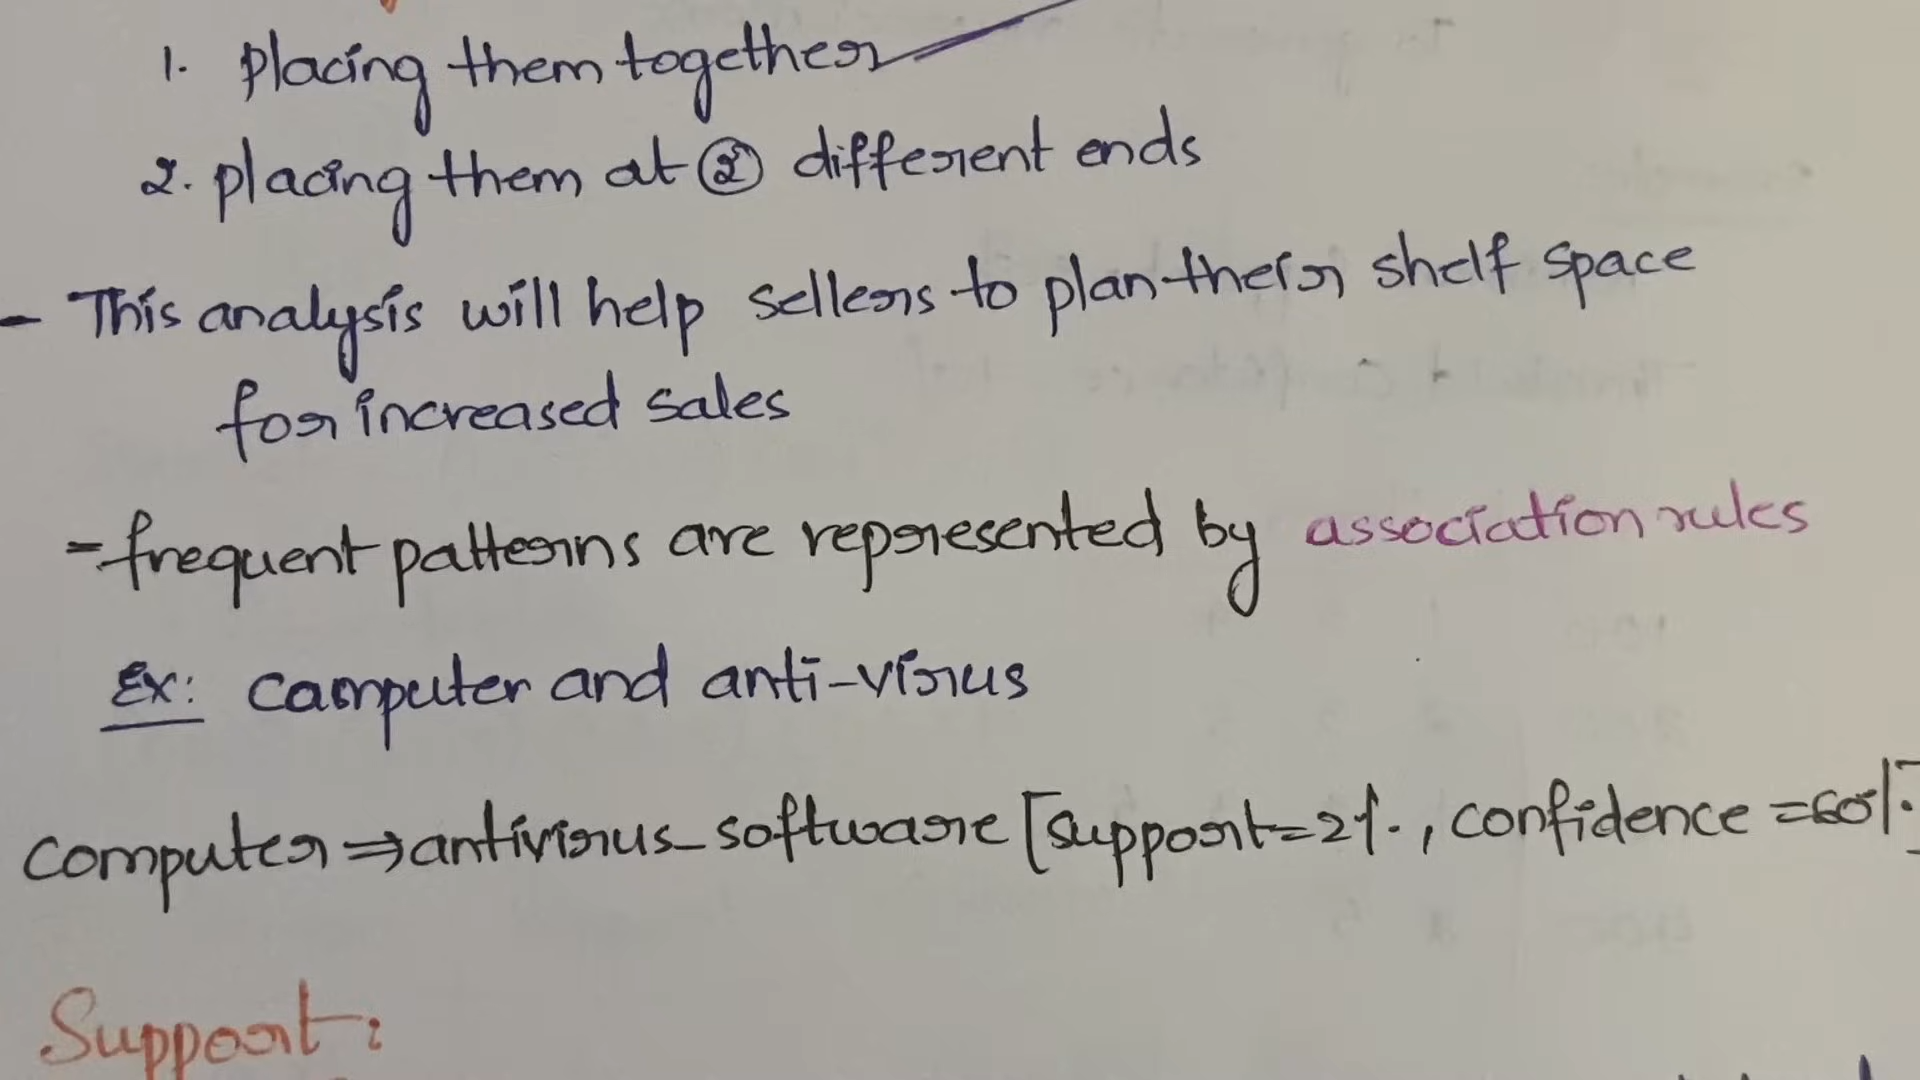 1. placing them together
2. placing them at ② different ends
- This analysis will help sellers to plan their shelf space
for increased sales
- frequent patterns are represented by association rules
Ex: computer and anti-virus
computer ⇒ antivirus_software [support=2%, confidence=60%]
Support: